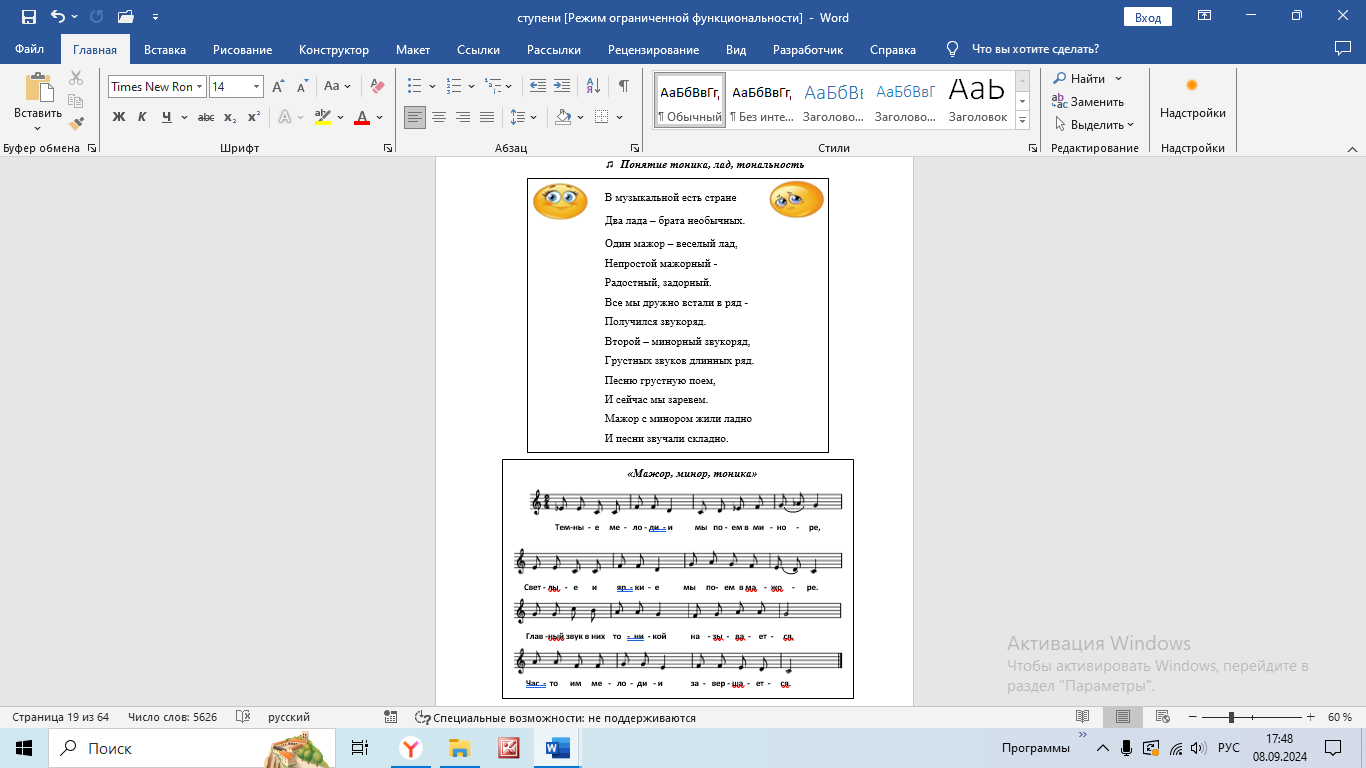 ступени [Режим ограниченной функциональности] - Word
Вход
Файл Главная Вставка Рисование Конструктор Макет Ссылки Рассылки Рецензирование Вид Разработчик Справка Что вы хотите сделать?
Вставить
Times New Ron 14
Aa
Ж К Ч abc x₂ x² A А
АаБбВвГг, АаБбВвГг, АаБбВı АаБбВвГ АаЬ
¶ Обычный ¶ Без инте... Заголово... Заголово... Заголовок
Найти
Заменить
Выделить
Надстройки
Буфер обмена Шрифт Абзац Стили Редактирование Надстройки
♫ Понятие тоника, лад, тональность
В музыкальной есть стране
Два лада – брата необычных.
Один мажор – веселый лад,
Непростой мажорный -
Радостный, задорный.
Все мы дружно встали в ряд -
Получился звукоряд.
Второй – минорный звукоряд,
Грустных звуков длинных ряд.
Песню грустную поем,
И сейчас мы заревем.
Мажор с минором жили ладно
И песни звучали складно.
«Мажор, минор, тоника»
Тем-ны - е ме - ло - ди - и мы по - ем в ми - но - ре,
Свет - лы - е и яр - ки - е мы по- ем в ма - жо - ре.
Глав -ный звук в них то - ни - кой на - зы - ва - ет - ся.
Час - то им ме - ло - ди - и за - вер - ша - ет - ся.
Активация Windows
Чтобы активировать Windows, перейдите в
раздел "Параметры".
Страница 19 из 64 Число слов: 5626 русский Специальные возможности: не поддерживаются 60 %
Поиск
Программы
РУС
17:48
08.09.2024